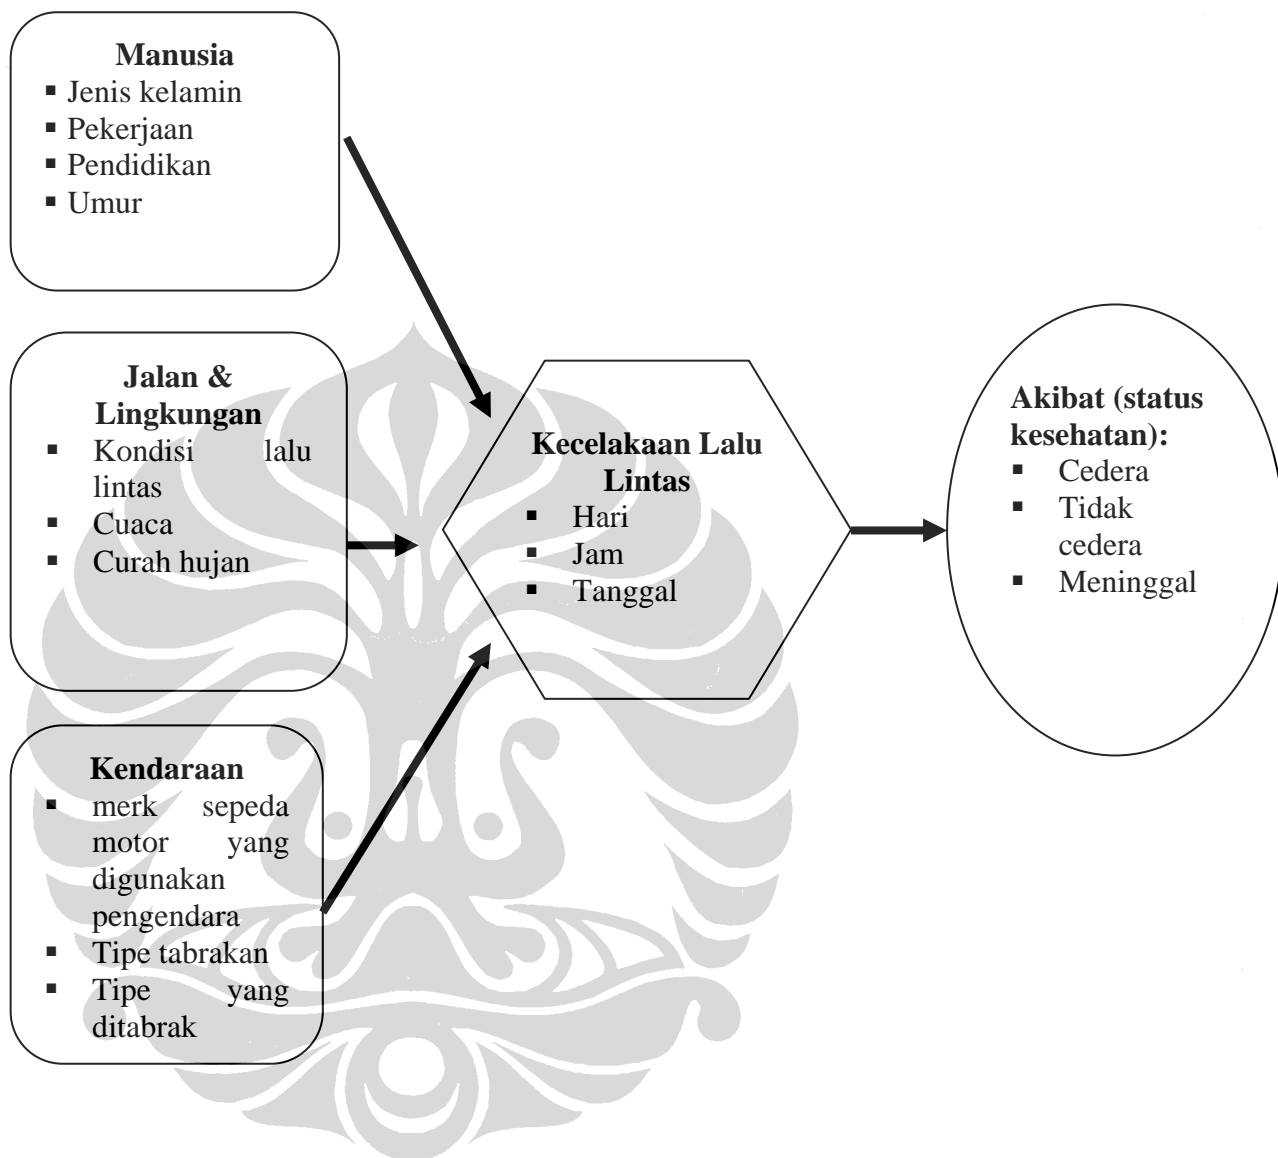 Manusia
▪ Jenis kelamin
▪ Pekerjaan
▪ Pendidikan
▪ Umur
Jalan &
Lingkungan
▪ Kondisi lalu
lintas
▪ Cuaca
▪ Curah hujan
Kendaraan
▪ merk sepeda
motor yang
digunakan
pengendara
▪ Tipe tabrakan
▪ Tipe yang
ditabrak
Kecelakaan Lalu
Lintas
▪ Hari
▪ Jam
▪ Tanggal
Akibat (status
kesehatan):
▪ Cedera
▪ Tidak
cedera
▪ Meninggal